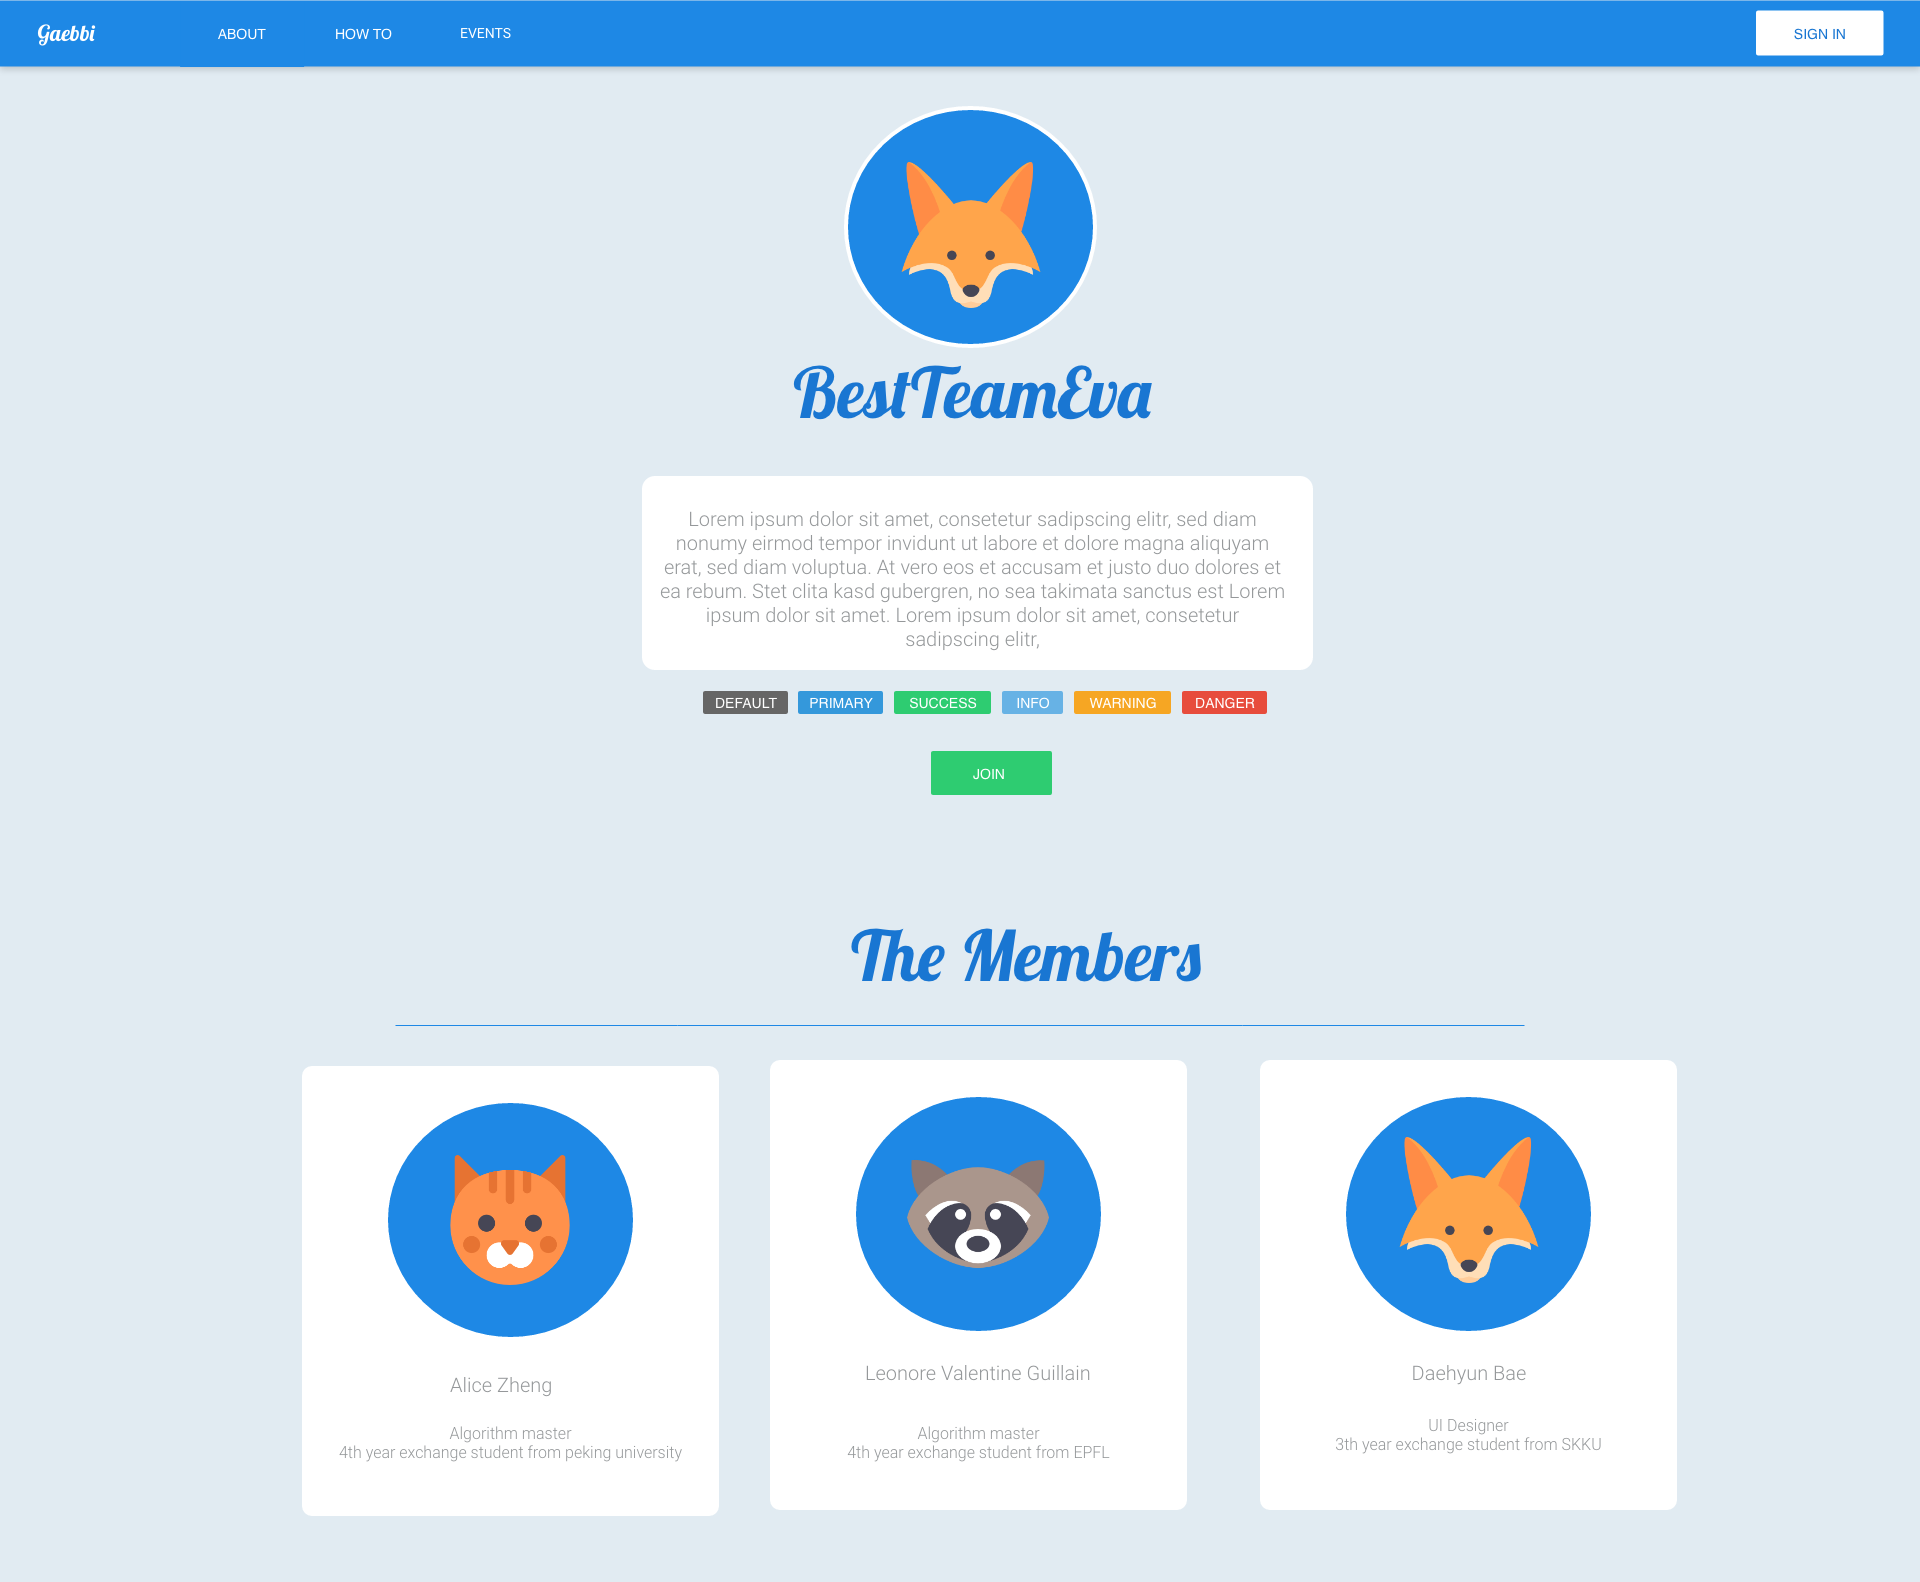 Gaebbi
ABOUT
HOW TO
EVENTS
SIGN IN
BestTeamEva
Lorem ipsum dolor sit amet, consetetur sadipscing elitr, sed diam
nonumy eirmod tempor invidunt ut labore et dolore magna aliquyam
erat, sed diam voluptua. At vero eos et accusam et justo duo dolores et
ea rebum. Stet clita kasd gubergren, no sea takimata sanctus est Lorem
ipsum dolor sit amet. Lorem ipsum dolor sit amet, consetetur
sadipscing elitr,
DEFAULT
PRIMARY
SUCCESS
INFO
WARNING
DANGER
JOIN
The Members
Alice Zheng
Algorithm master
4th year exchange student from peking university
Leonore Valentine Guillain
Algorithm master
4th year exchange student from EPFL
Daehyun Bae
UI Designer
3th year exchange student from SKKU